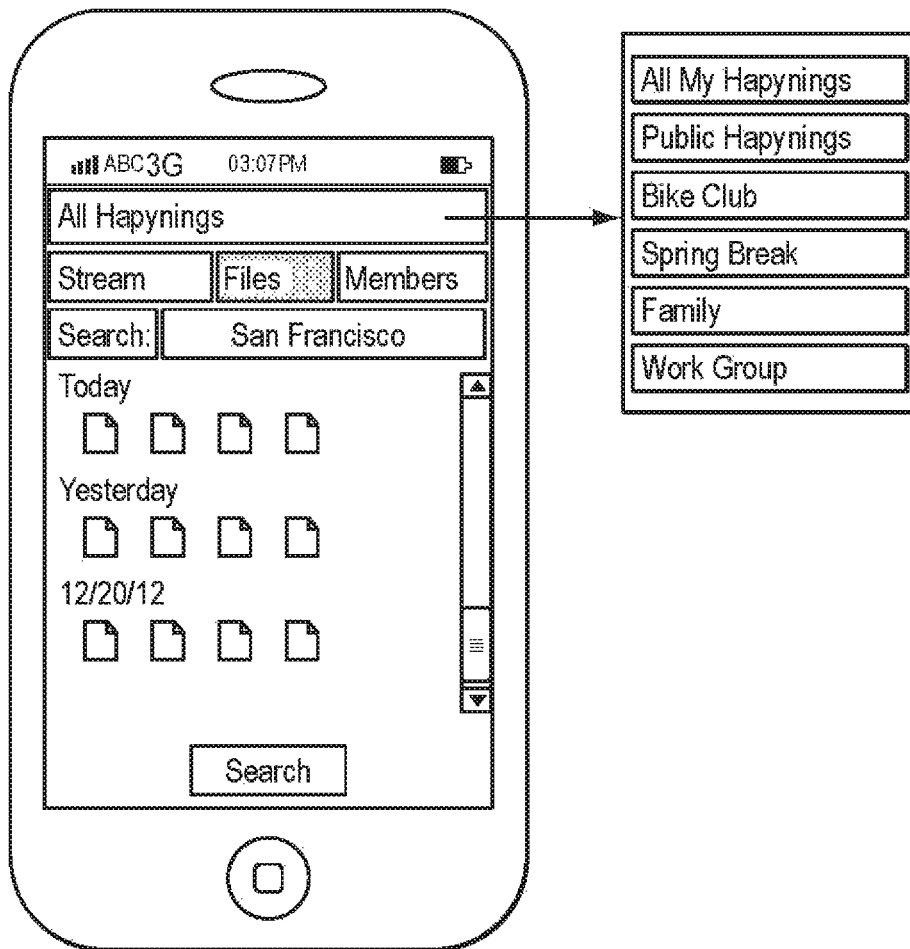 ABC 3G 03:07PM
All Hapynings
Stream Files Members
Search: San Francisco
Today
Yesterday
12/20/12
Search
All My Hapynings
Public Hapynings
Bike Club
Spring Break
Family
Work Group